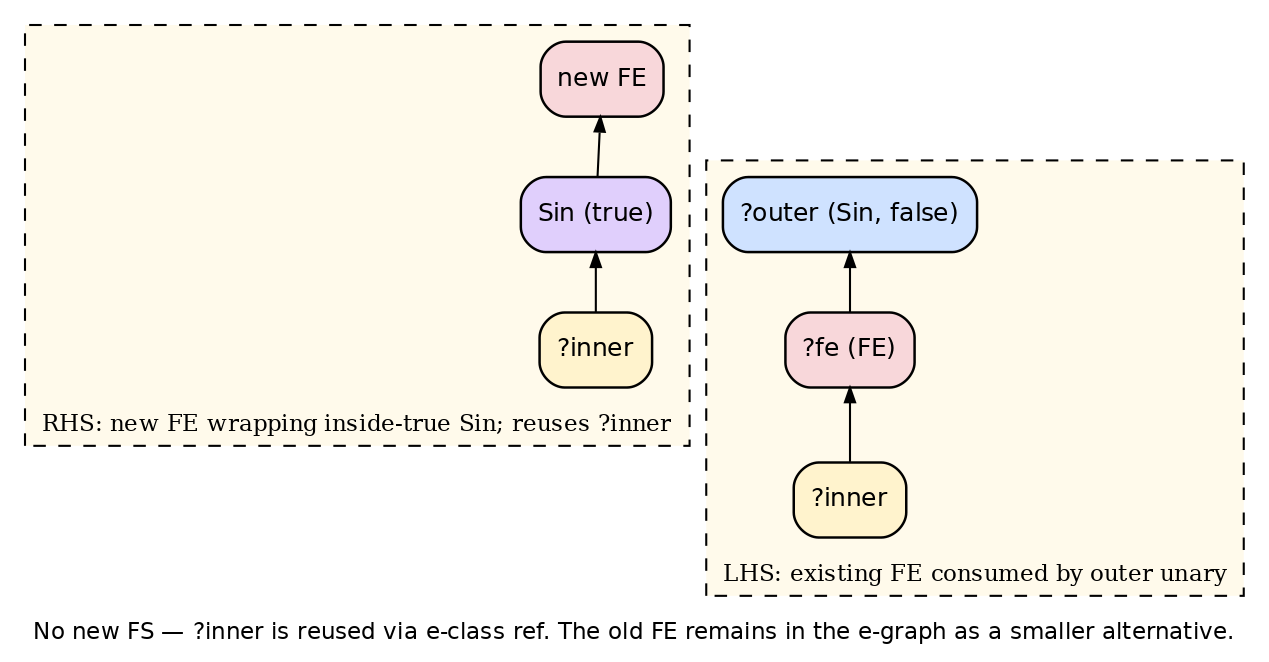 new FE
Sin (true)
?inner
RHS: new FE wrapping inside-true Sin; reuses ?inner
?outer (Sin, false)
?fe (FE)
?inner
LHS: existing FE consumed by outer unary
No new FS — ?inner is reused via e-class ref. The old FE remains in the e-graph as a smaller alternative.